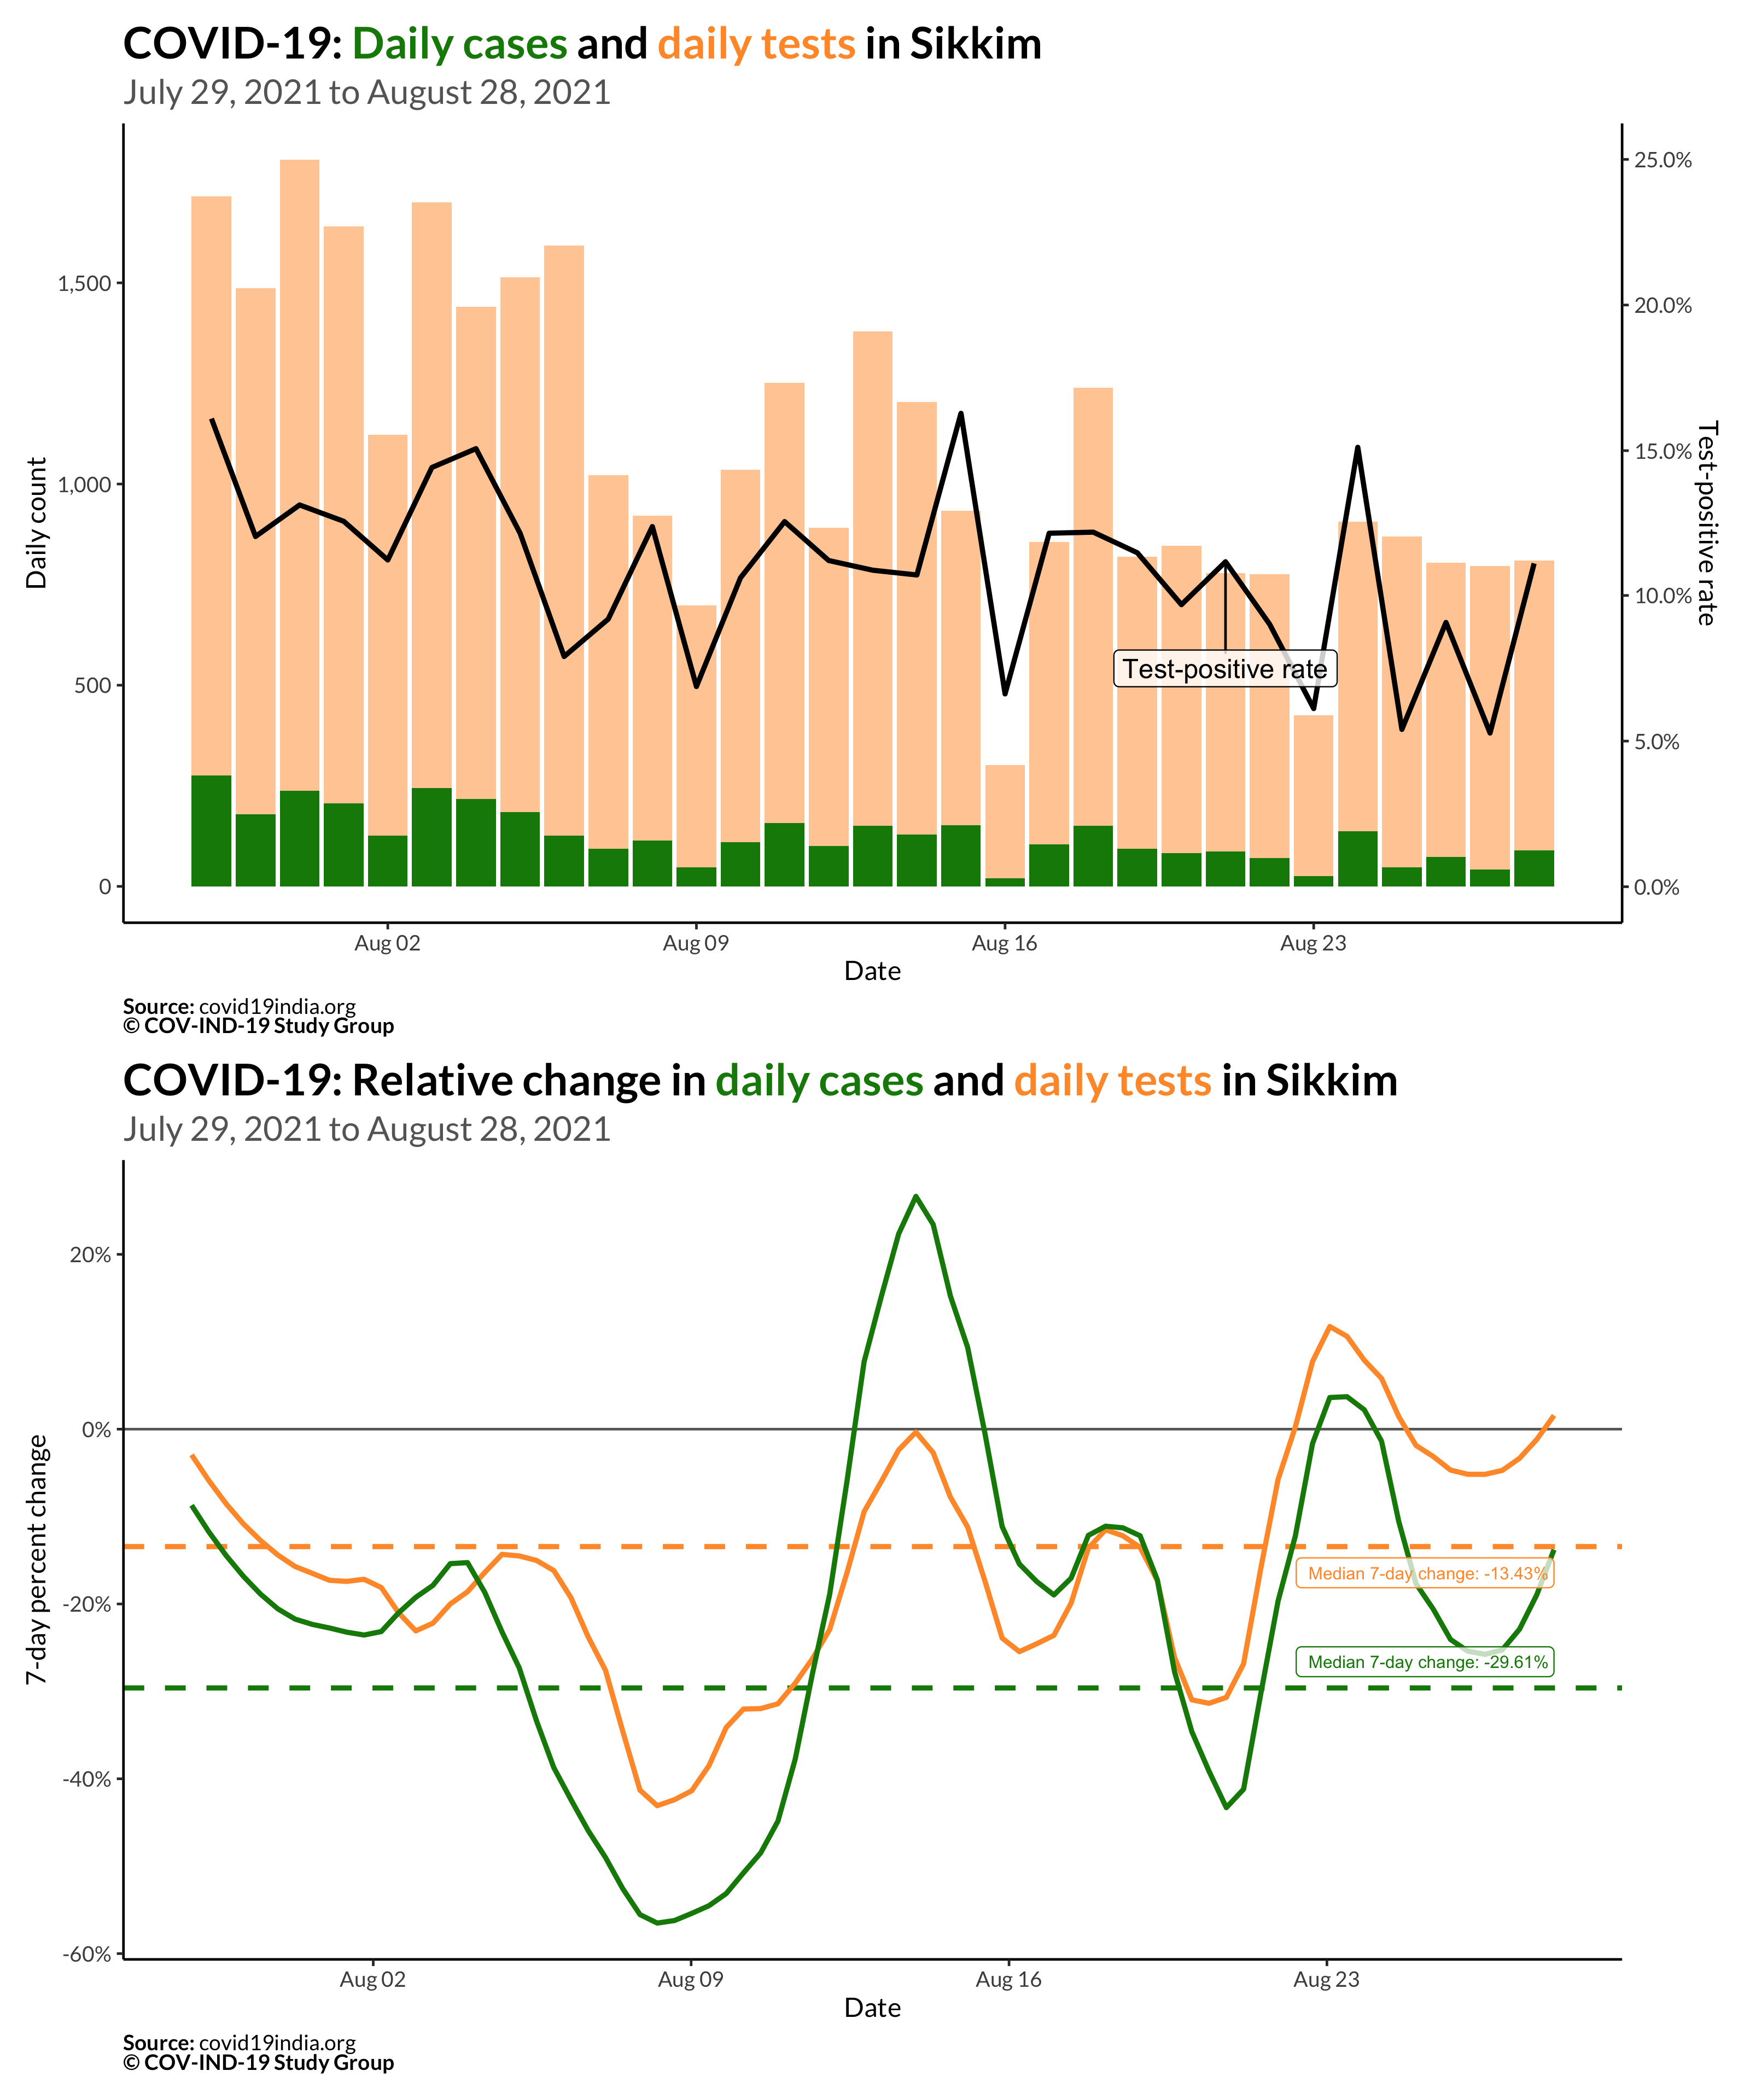 COVID-19: Daily cases and daily tests in Sikkim
July 29, 2021 to August 28, 2021
Daily count
1,500
1,000
500
0
25.0%
20.0%
15.0%
10.0%
5.0%
0.0%
Test-positive rate
Test-positive rate
Aug 02
Aug 09
Aug 16
Aug 23
Date
Source: covid19india.org
© COV-IND-19 Study Group
COVID-19: Relative change in daily cases and daily tests in Sikkim
July 29, 2021 to August 28, 2021
7-day percent change
20%
0%
-20%
-40%
-60%
Median 7-day change: -13.43%
Median 7-day change: -29.61%
Aug 02
Aug 09
Aug 16
Aug 23
Date
Source: covid19india.org
© COV-IND-19 Study Group